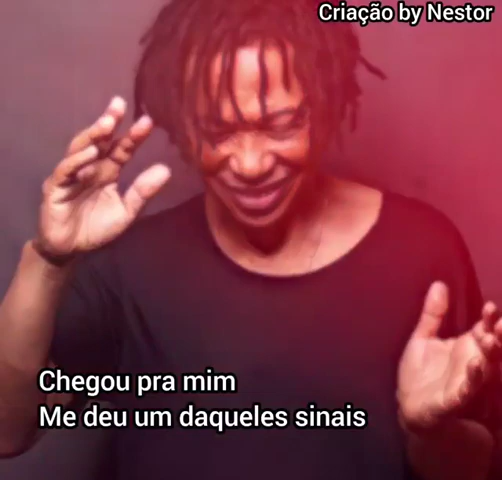 Criação by Nestor
Chegou pra mim
Me deu um daqueles sinais